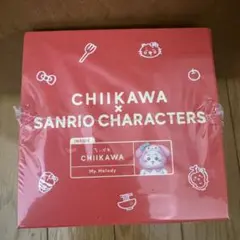 CHIIKAWA
×
SANRIO CHARACTERS
CHIIKAWA
My Melody